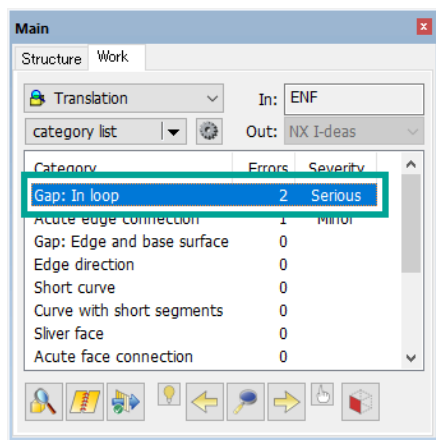 Main
Structure Work
Translation In: ENF
category list Out: NX I-deas
Category Errors Severity
Gap: In loop 2 Serious
Acute edge connection 1 Minor
Gap: Edge and base surface 0
Edge direction 0
Short curve 0
Curve with short segments 0
Sliver face 0
Acute face connection 0